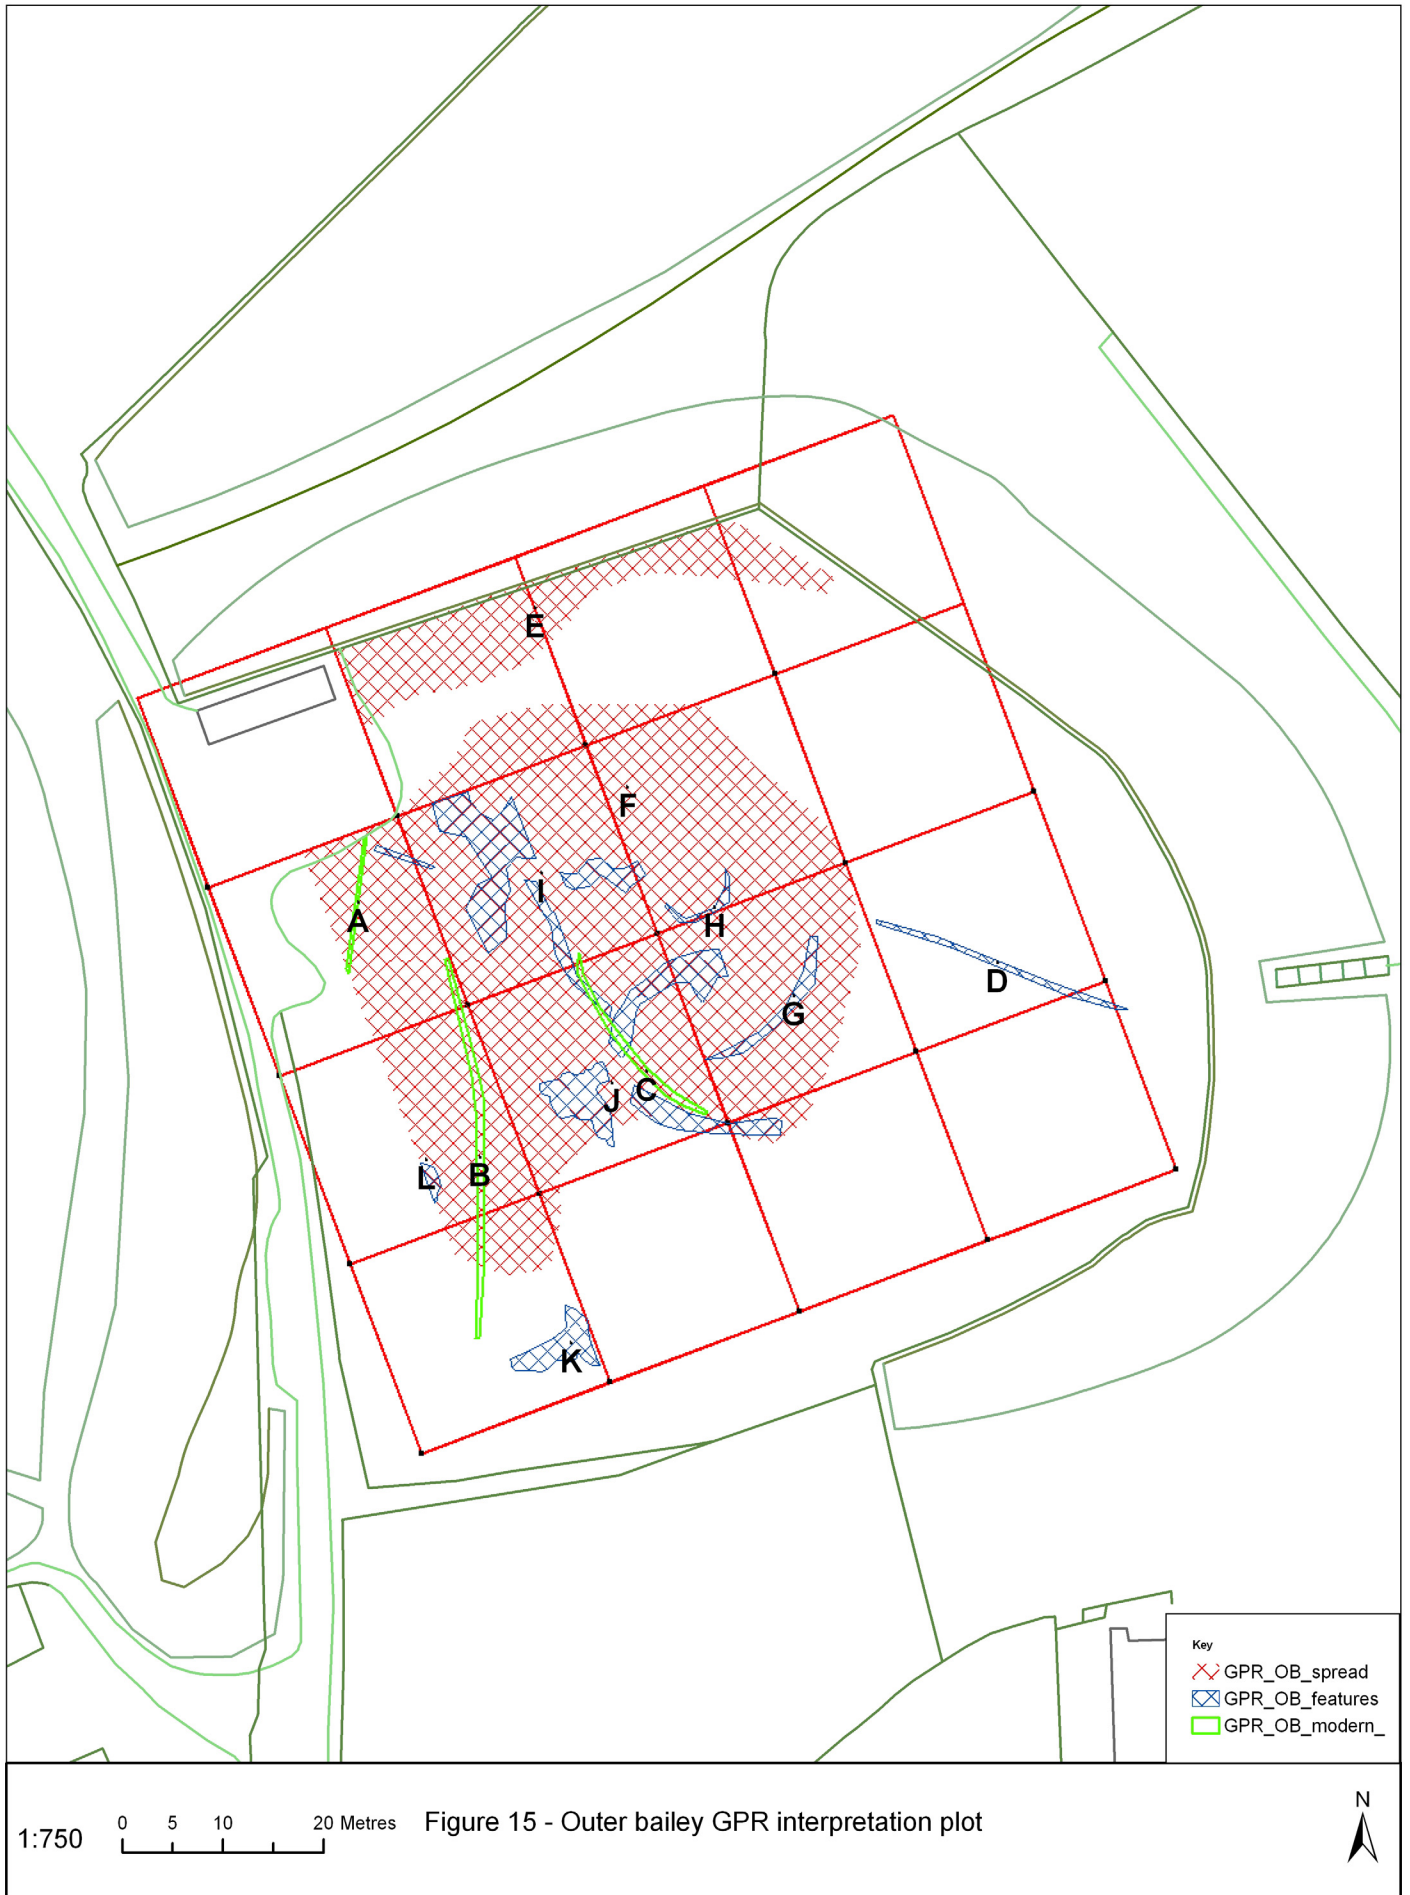 E
F
I
A
H
D
G
C
J
L
B
K
Key
GPR_OB_spread
GPR_OB_features
GPR_OB_modern_
1:750
0 5 10 20 Metres
Figure 15 - Outer bailey GPR interpretation plot
N